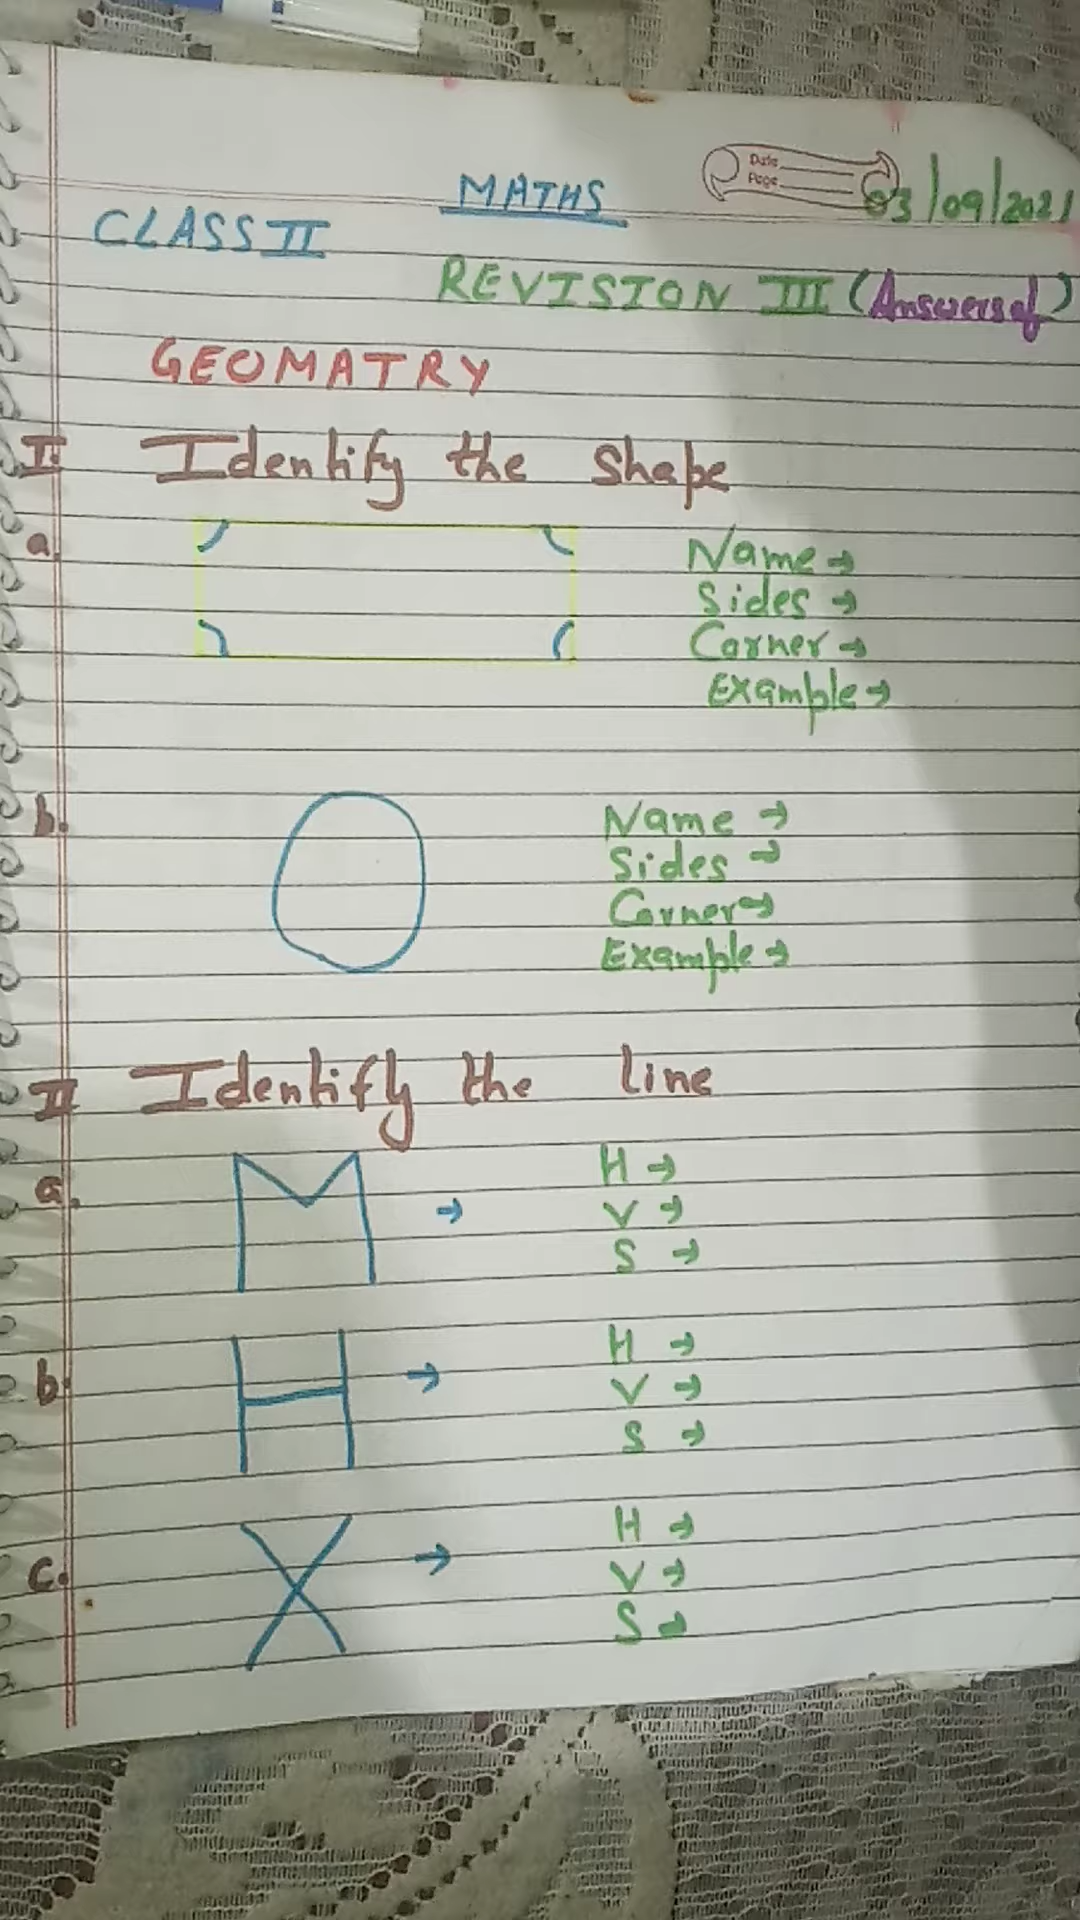 Date
Page
03/09/2021
MATHS
CLASS II
REVISION III (Answers of)
GEOMATRY
I. Identify the Shape
a.
Name →
Sides →
Corner →
Example →
b.
Name →
Sides →
Corner →
Example →
II Identifly the line
a. M →
H →
V →
S →
b. H →
H →
V →
S →
c. X →
H →
V →
S →